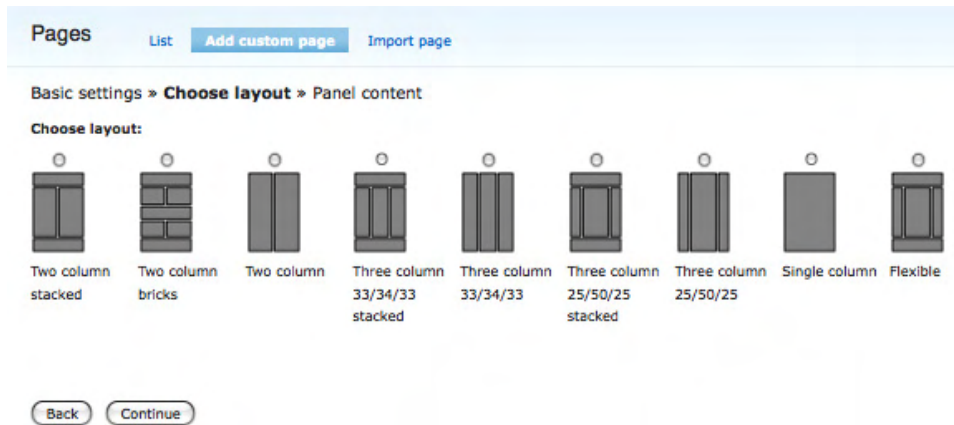 Pages List Add custom page Import page
Basic settings » Choose layout » Panel content
Choose layout:
Two column stacked
Two column bricks
Two column
Three column 33/34/33 stacked
Three column 33/34/33
Three column 25/50/25 stacked
Three column 25/50/25
Single column
Flexible
Back Continue